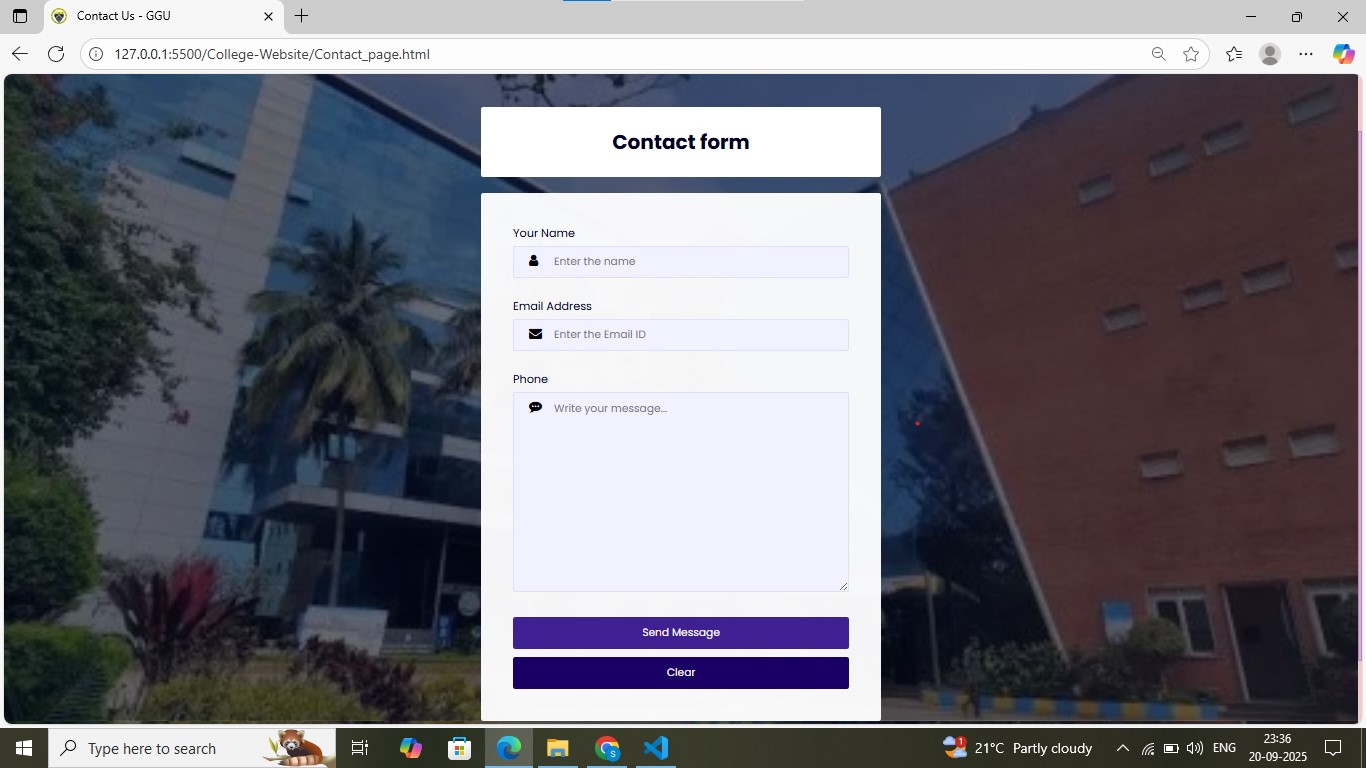 Contact Us - GGU
127.0.0.1:5500/College-Website/Contact_page.html
Contact form
Your Name
Enter the name
Email Address
Enter the Email ID
Phone
Write your message...
Send Message
Clear
Type here to search
S
1
21°C Partly cloudy
ENG
23:36
20-09-2025